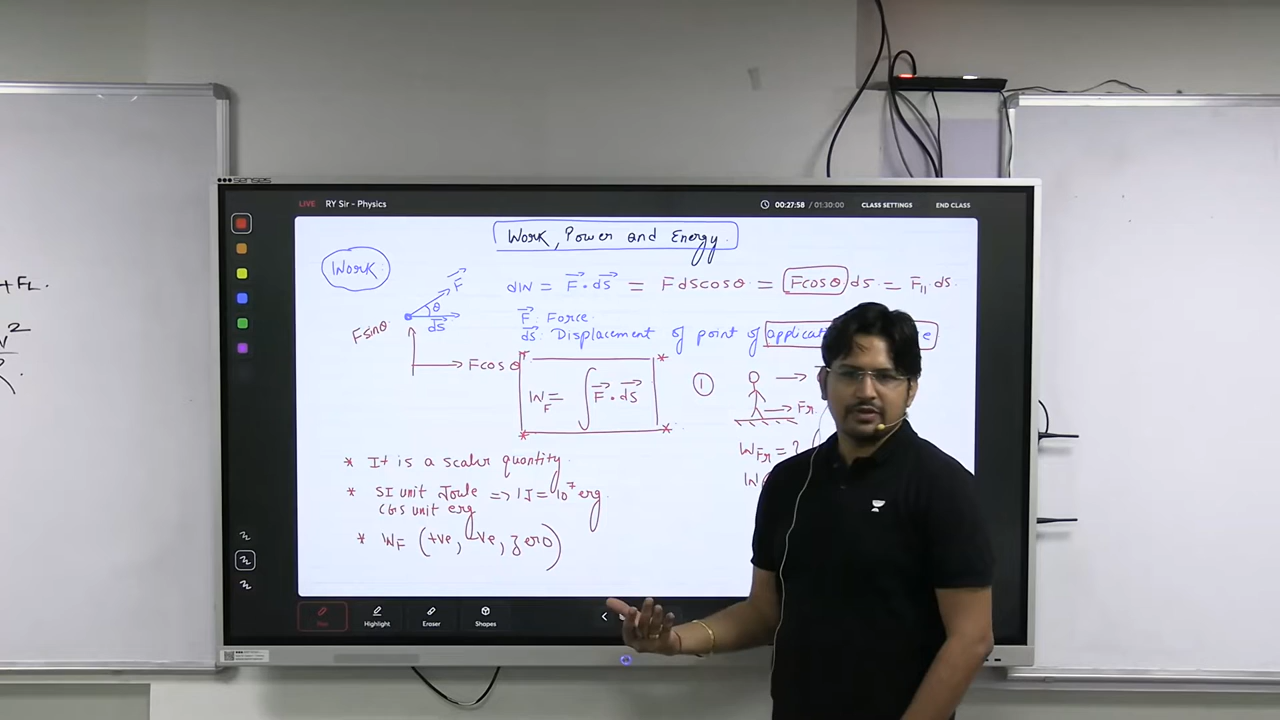 senses
LIVE RY Sir - Physics 00:27:58 / 01:30:00 CLASS SETTINGS END CLASS
Work, Power and Energy.
Work
F
θ
ds
dW = F · ds = Fdscosθ = Fcosθ ds = F|| ds.
F: Force
ds: Displacement of point of
Fsinθ
Fcosθ
W_F = ∫ F · ds
①
Fr
W_Fr = ?
* It is a scaler quantity
* SI unit Joule => 1J = 10^7 erg
CGS unit erg
* W_F (+ve, -ve, zero)
+ FL.
Pen Highlight Eraser Shapes